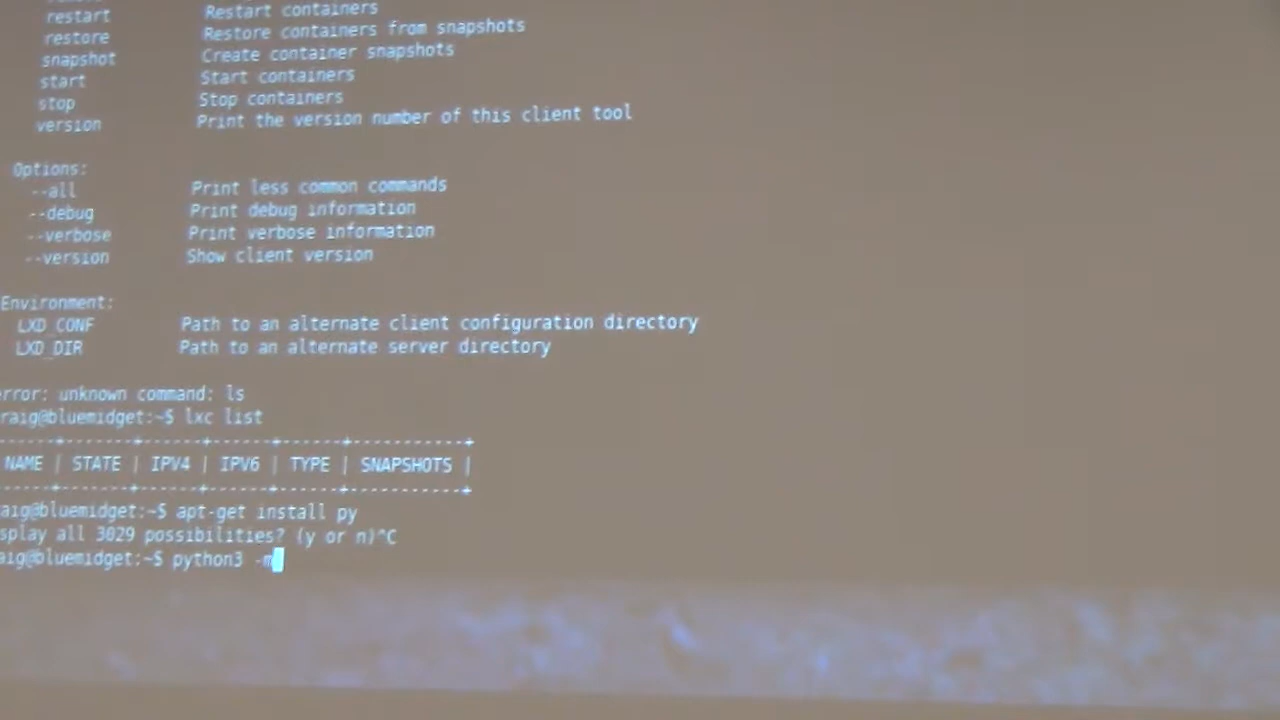 restart Restart containers
restore Restore containers from snapshots
snapshot Create container snapshots
start Start containers
stop Stop containers
version Print the version number of this client tool
Options:
--all Print less common commands
--debug Print debug information
--verbose Print verbose information
--version Show client version
Environment:
LXD_CONF Path to an alternate client configuration directory
LXD_DIR Path to an alternate server directory
error: unknown command: ls
raig@bluemidget:~$ lxc list
NAME | STATE | IPV4 | IPV6 | TYPE | SNAPSHOTS |
aig@bluemidget:~$ apt-get install py
splay all 3029 possibilities? (y or n)^C
aig@bluemidget:~$ python3 -m